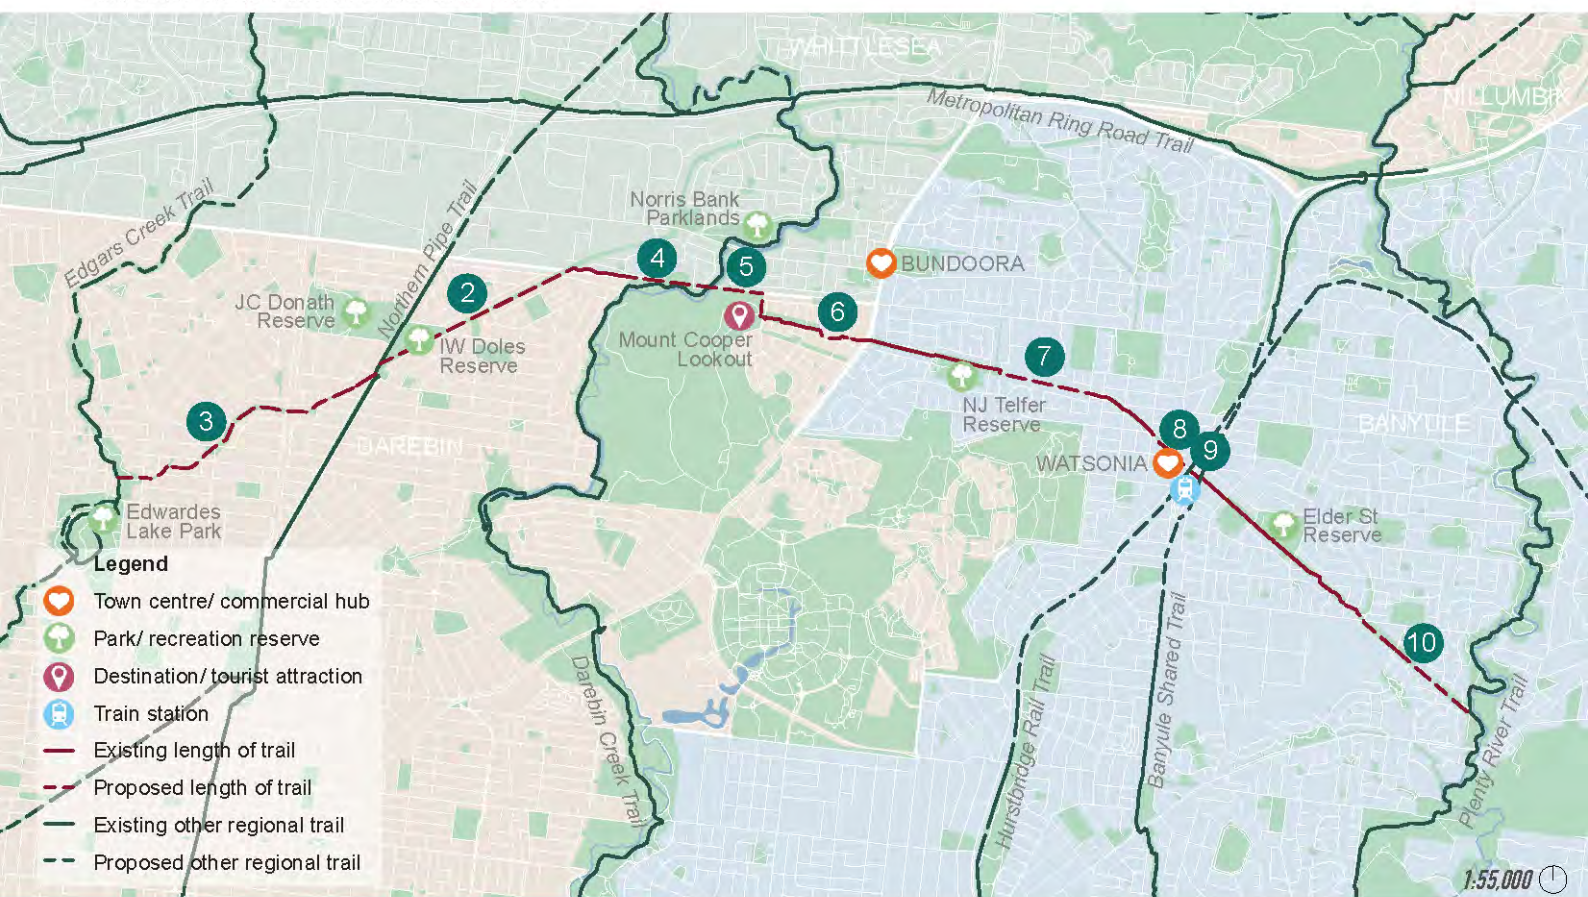 WHITTLESEA
NILLUMBIK
Metropolitan Ring Road Trail
Edgars Creek Trail
Northern Pipe Trail
Norris Bank
Parklands
4
5
BUNDOORA
2
JC Donath
Reserve
IW Doles
Reserve
Mount Cooper
Lookout
6
7
NJ Telfer
Reserve
3
DAREBIN
BANYULE
8
9
WATSONIA
Edwardes
Lake Park
Elder St
Reserve
10
Darebin Creek Trail
Hurstbridge Rail Trail
Banyule Shared Trail
Plenty River Trail
Legend
Town centre/ commercial hub
Park/ recreation reserve
Destination/ tourist attraction
Train station
Existing length of trail
Proposed length of trail
Existing other regional trail
Proposed other regional trail
1:55,000